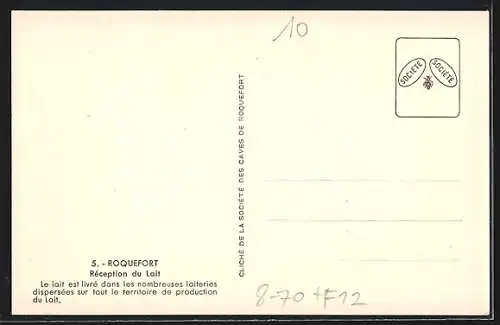 10
SOCIÉTÉ
SOCIÉTÉ
CLICHÉ DE LA SOCIÉTÉ DES CAVES DE ROQUEFORT
5. - ROQUEFORT
Réception du Lait
Le lait est livré dans les nombreuses laiteries
dispersées sur tout le territoire de production
du Lait.
8-70 +F12